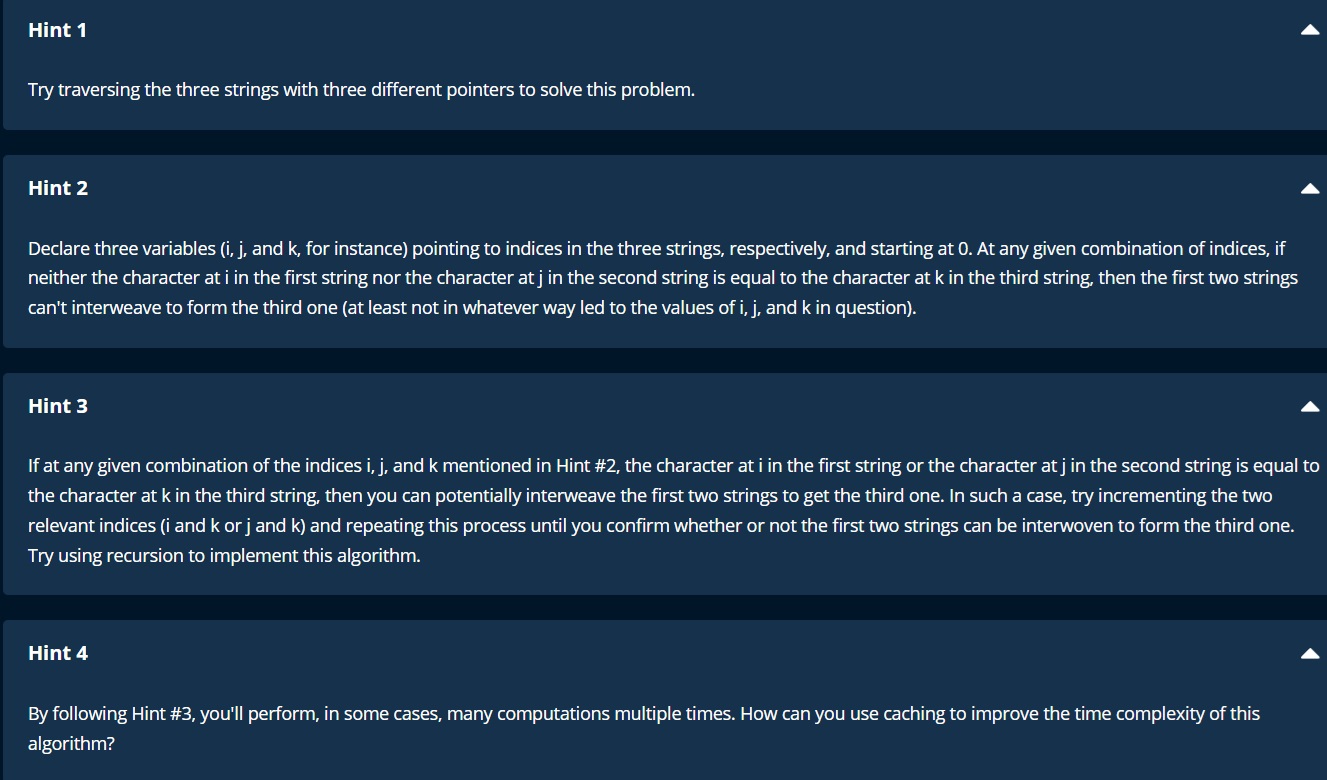 Hint 1
Try traversing the three strings with three different pointers to solve this problem.
Hint 2
Declare three variables (i, j, and k, for instance) pointing to indices in the three strings, respectively, and starting at 0. At any given combination of indices, if
neither the character at i in the first string nor the character at j in the second string is equal to the character at k in the third string, then the first two strings
can't interweave to form the third one (at least not in whatever way led to the values of i, j, and k in question).
Hint 3
If at any given combination of the indices i, j, and k mentioned in Hint #2, the character at i in the first string or the character at j in the second string is equal to
the character at k in the third string, then you can potentially interweave the first two strings to get the third one. In such a case, try incrementing the two
relevant indices (i and k or j and k) and repeating this process until you confirm whether or not the first two strings can be interwoven to form the third one.
Try using recursion to implement this algorithm.
Hint 4
By following Hint #3, you'll perform, in some cases, many computations multiple times. How can you use caching to improve the time complexity of this
algorithm?